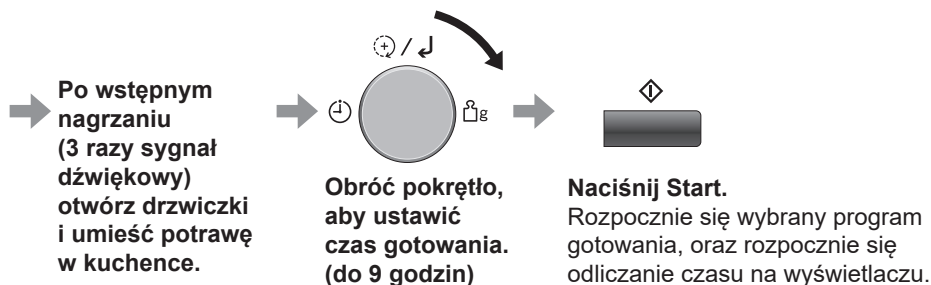 Po wstępnym
nagrzaniu
(3 razy sygnał
dźwiękowy)
otwórz drzwiczki
i umieść potrawę
w kuchence.
g
Obróć pokrętło,
aby ustawić
czas gotowania.
(do 9 godzin)
Naciśnij Start.
Rozpocznie się wybrany program
gotowania, oraz rozpocznie się
odliczanie czasu na wyświetlaczu.